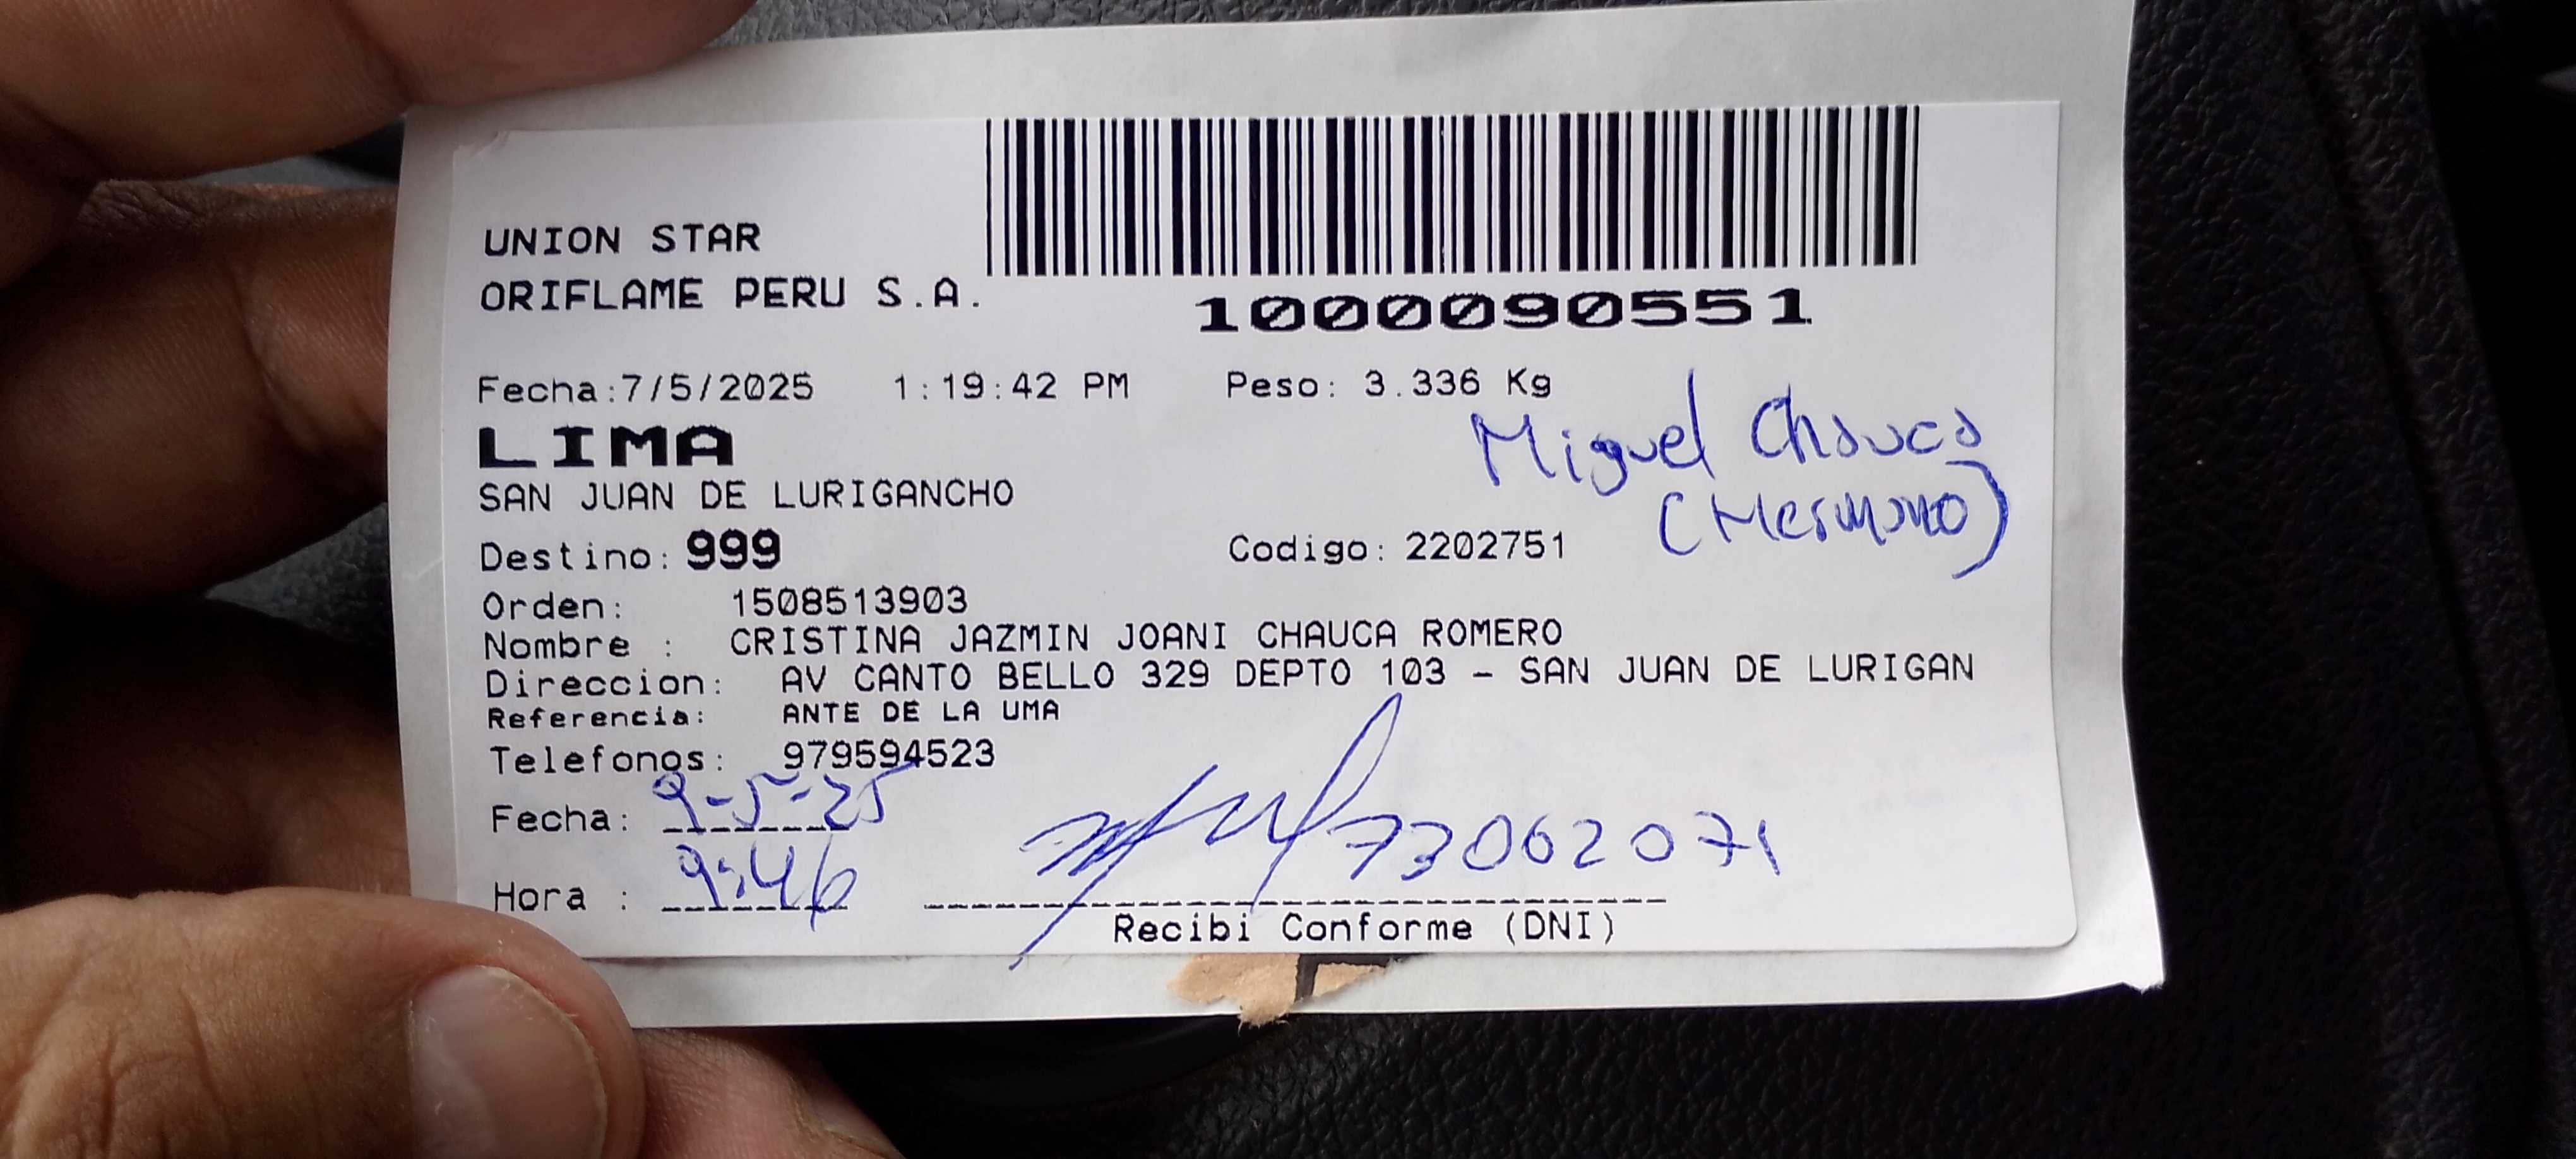 UNION STAR
ORIFLAME PERU S.A.
1000090551
Fecha:7/5/2025 1:19:42 PM Peso: 3.336 Kg
LIMA
Miguel Chauca
SAN JUAN DE LURIGANCHO
(Hermano)
Destino: 999 Codigo: 2202751
Orden: 1508513903
Nombre : CRISTINA JAZMIN JOANI CHAUCA ROMERO
Direccion: AV CANTO BELLO 329 DEPTO 103 - SAN JUAN DE LURIGAN
Referencia: ANTE DE LA UMA
Telefonos: 979594523
Fecha: 9-5-25
73062071
Hora : 9:46
Recibi Conforme (DNI)